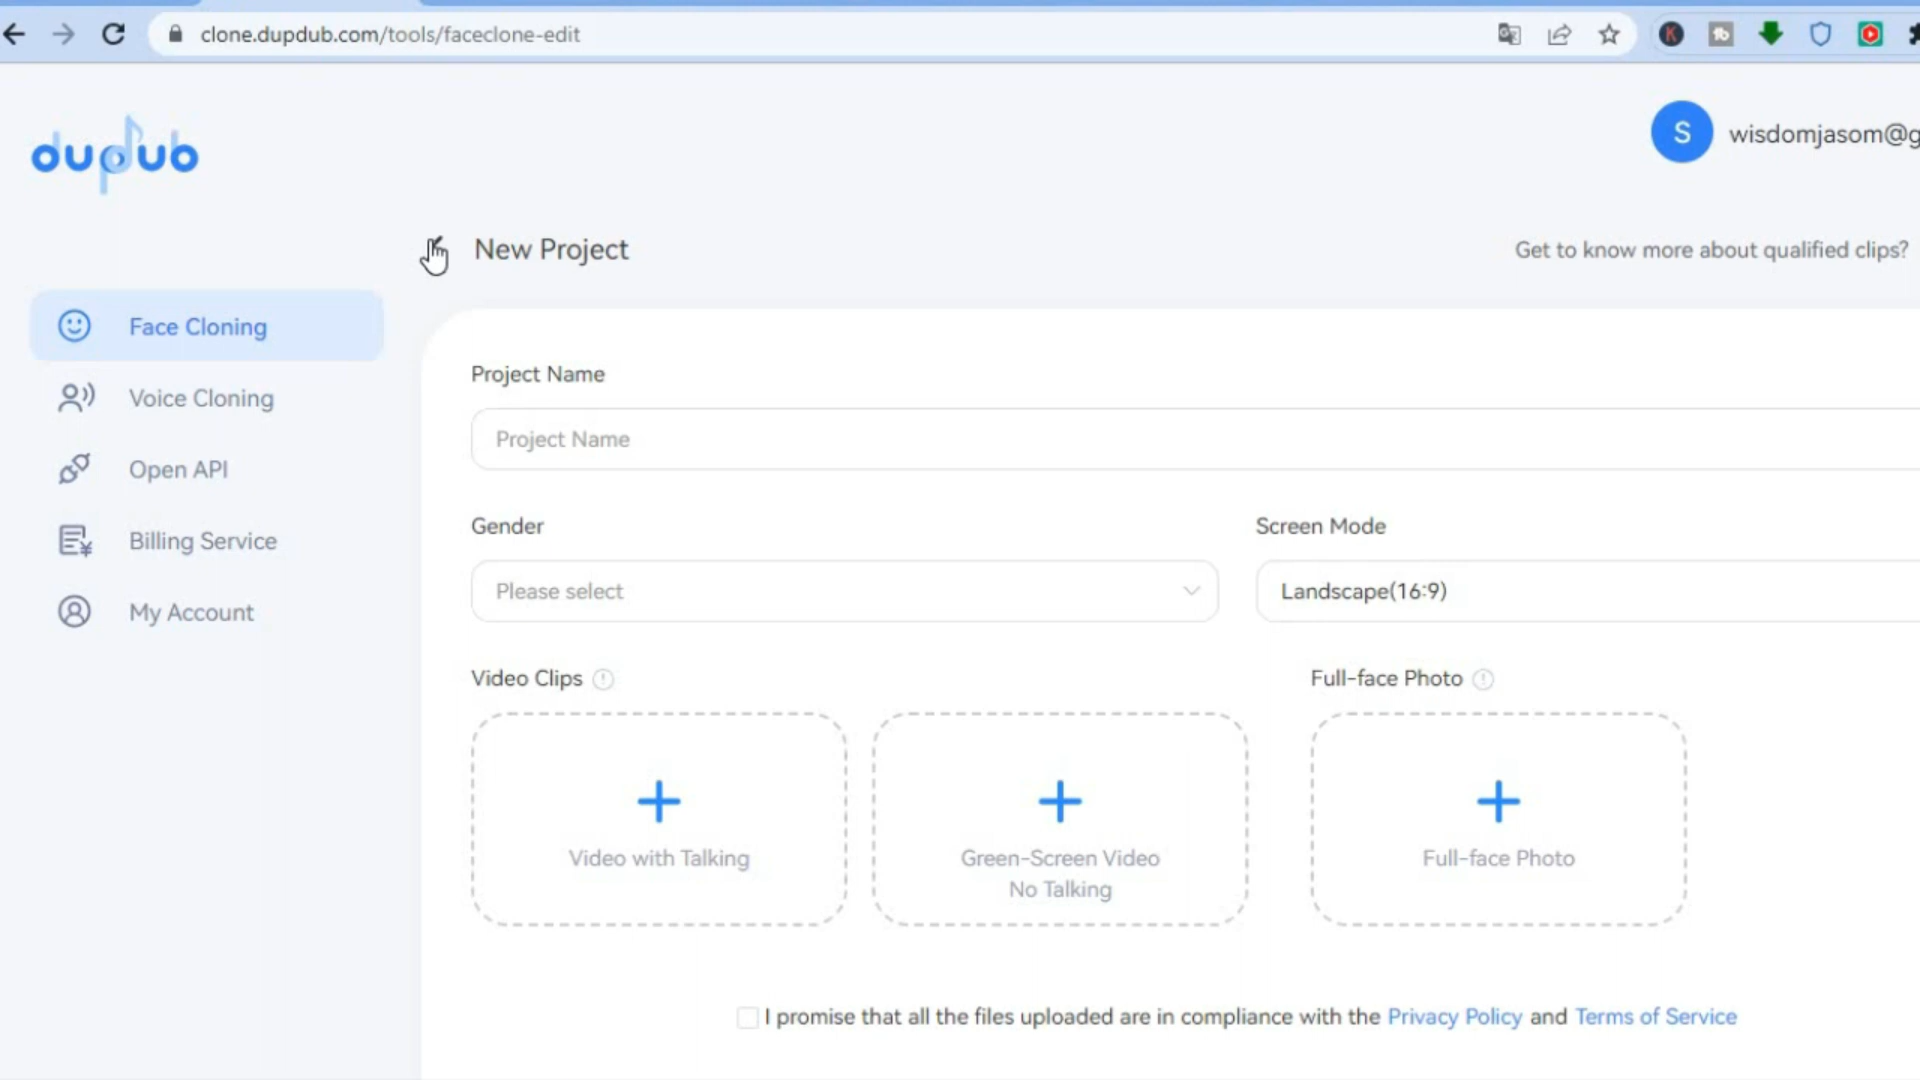 clone.dupdub.com/tools/faceclone-edit
dupdub
S
wisdomjasom@g
New Project
Get to know more about qualified clips?
Face Cloning
Voice Cloning
Open API
Billing Service
My Account
Project Name
Project Name
Gender
Screen Mode
Please select
Landscape(16:9)
Video Clips
Full-face Photo
Video with Talking
Green-Screen Video
No Talking
Full-face Photo
I promise that all the files uploaded are in compliance with the Privacy Policy and Terms of Service